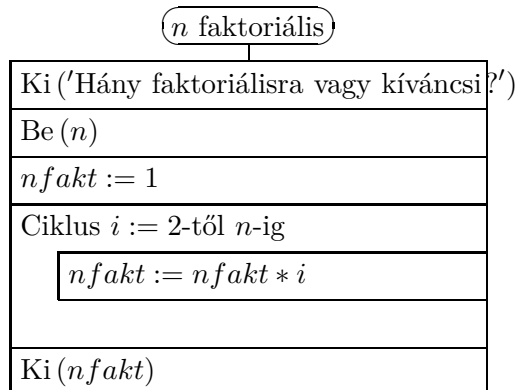 n faktoriális
Ki ('Hány faktoriálisra vagy kíváncsi?')
Be (n)
nfakt := 1
Ciklus i := 2-től n-ig
nfakt := nfakt * i
Ki (nfakt)